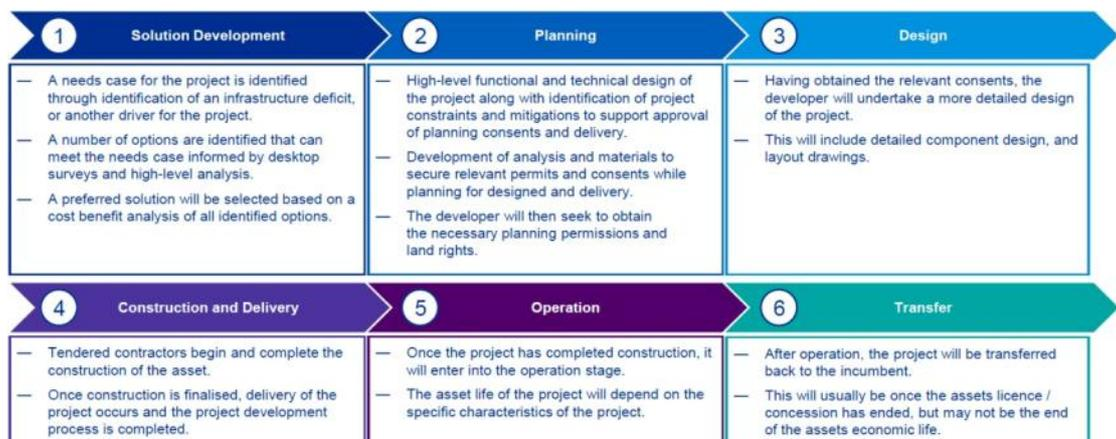 1 Solution Development
— A needs case for the project is identified
through identification of an infrastructure deficit,
or another driver for the project.
— A number of options are identified that can
meet the needs case informed by desktop
surveys and high-level analysis.
— A preferred solution will be selected based on a
cost benefit analysis of all identified options.
2 Planning
— High-level functional and technical design of
the project along with identification of project
constraints and mitigations to support approval
of planning consents and delivery.
— Development of analysis and materials to
secure relevant permits and consents while
planning for designed and delivery.
— The developer will then seek to obtain
the necessary planning permissions and
land rights.
3 Design
— Having obtained the relevant consents, the
developer will undertake a more detailed design
of the project.
— This will include detailed component design, and
layout drawings.
4 Construction and Delivery
— Tendered contractors begin and complete the
construction of the asset.
— Once construction is finalised, delivery of the
project occurs and the project development
process is completed.
5 Operation
— Once the project has completed construction, it
will enter into the operation stage.
— The asset life of the project will depend on the
specific characteristics of the project.
6 Transfer
— After operation, the project will be transferred
back to the incumbent.
— This will usually be once the assets licence /
concession has ended, but may not be the end
of the assets economic life.